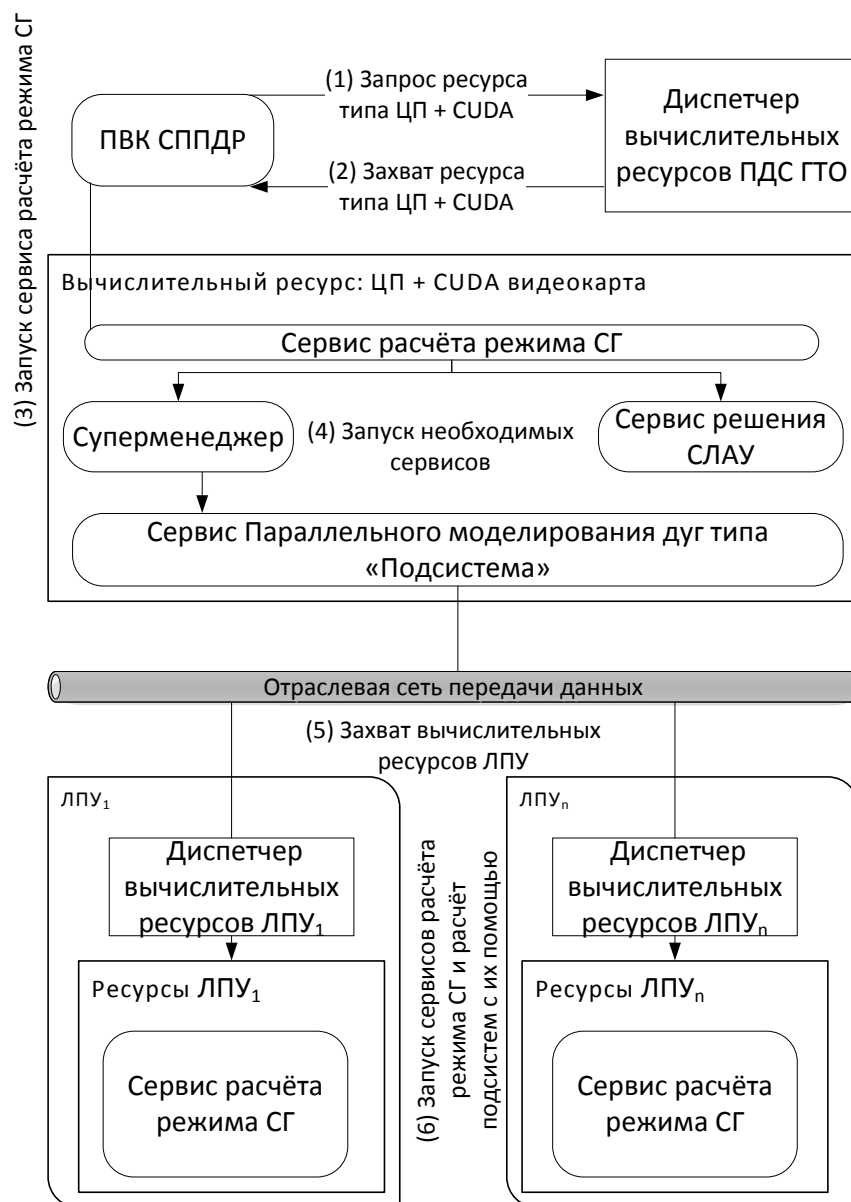 (3) Запуск сервиса расчёта режима СГ
(1) Запрос ресурса
типа ЦП + CUDA
ПВК СППДР
(2) Захват ресурса
типа ЦП + CUDA
Диспетчер
вычислительных
ресурсов ПДС ГТО
Вычислительный ресурс: ЦП + CUDA видеокарта
Сервис расчёта режима СГ
Суперменеджер
(4) Запуск необходимых
сервисов
Сервис решения
СЛАУ
Сервис Параллельного моделирования дуг типа
«Подсистема»
Отраслевая сеть передачи данных
(5) Захват вычислительных
ресурсов ЛПУ
ЛПУ₁
Диспетчер
вычислительных
ресурсов ЛПУ₁
Ресурсы ЛПУ₁
Сервис расчёта
режима СГ
(6) Запуск сервисов расчёта
режима СГ и расчёт
подсистем с их помощью
ЛПУₙ
Диспетчер
вычислительных
ресурсов ЛПУₙ
Ресурсы ЛПУₙ
Сервис расчёта
режима СГ